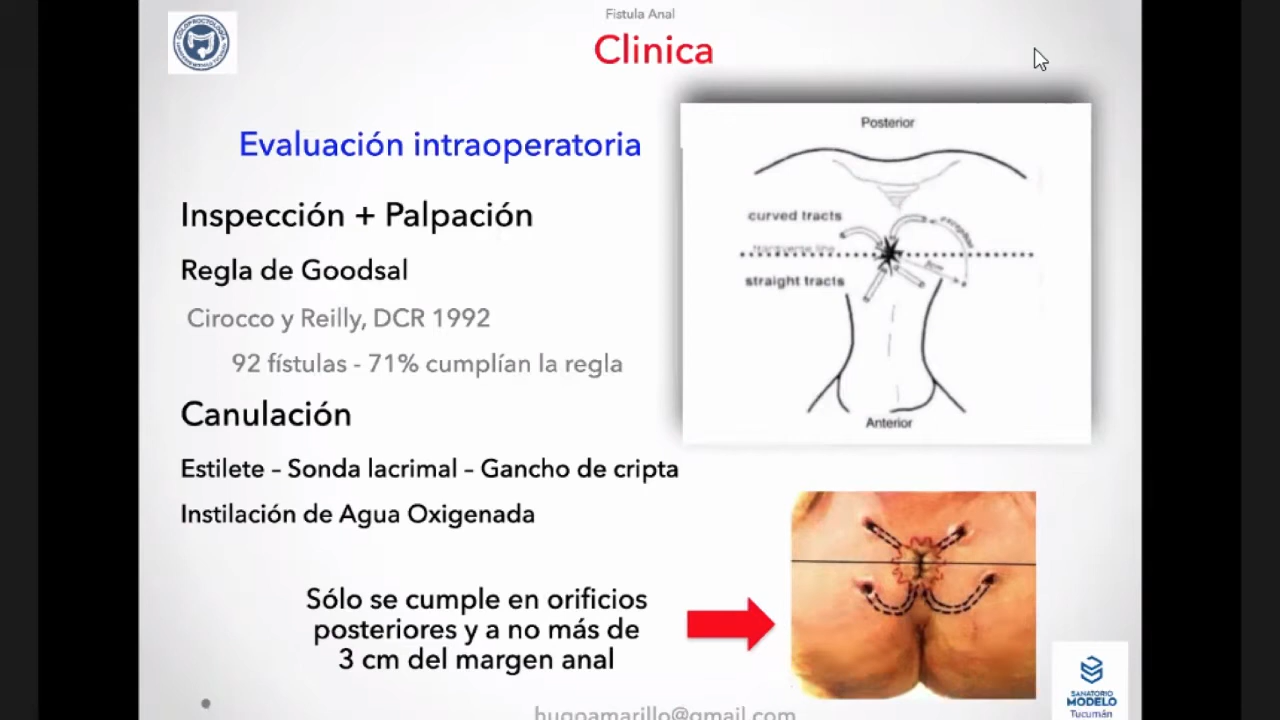 Fistula Anal
Clinica
Evaluación intraoperatoria
Inspección + Palpación
Regla de Goodsal
Cirocco y Reilly, DCR 1992
92 fístulas - 71% cumplían la regla
Canulación
Estilete – Sonda lacrimal – Gancho de cripta
Instilación de Agua Oxigenada
Sólo se cumple en orificios
posteriores y a no más de
3 cm del margen anal
Posterior
curved tracts
straight tracts
Anterior
SANATORIO
MODELO
Tucumán
hugoamarillo@gmail.com